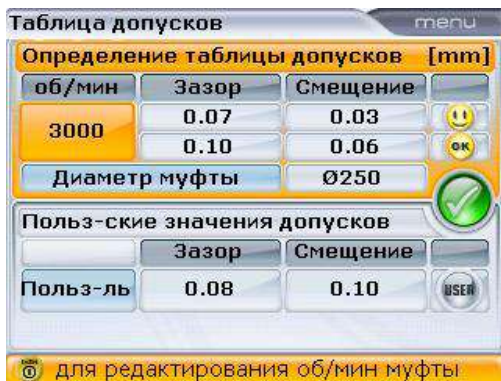 Таблица допусков menu
Определение таблицы допусков [mm]
об/мин Зазор Смещение
3000 0.07 0.03
0.10 0.06 OK
Диаметр муфты Ø250
Польз-ские значения допусков
Зазор Смещение
Польз-ль 0.08 0.10 USER
0 для редактирования об/мин муфты